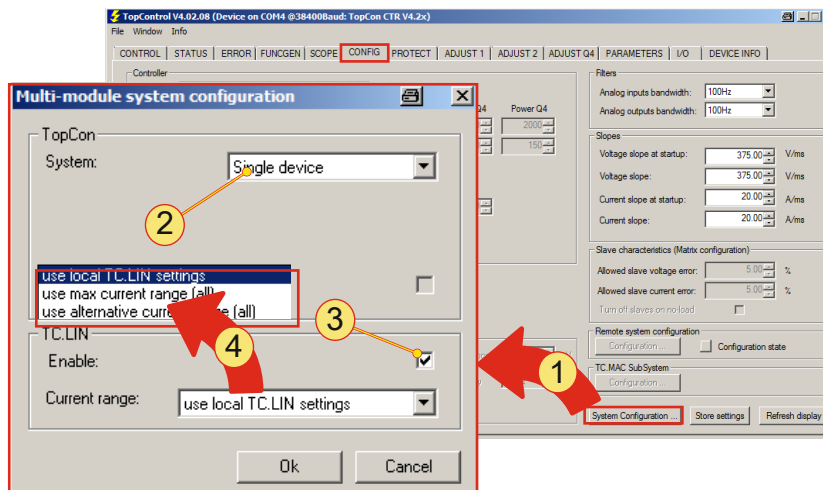 TopControl V4.02.08 (Device on COM4 @38400Baud: TopCon CTR V4.2x)
File Window Info
CONTROL STATUS ERROR FUNCGEN SCOPE CONFIG PROTECT ADJUST 1 ADJUST 2 ADJUST Q4 PARAMETERS I/O DEVICE INFO
Controller
Q4 Power Q4
2000
150
Multi-module system configuration
TopCon
System: Single device
2
use local TC.LIN settings
use max current range (all)
use alternative curr e (all)
3
TC.LIN
4
Enable:
Current range: use local TC.LIN settings
Ok Cancel
1
Filters
Analog inputs bandwidth: 100Hz
Analog outputs bandwidth: 100Hz
Slopes
Voltage slope at startup: 375.00 V/ms
Voltage slope: 375.00 V/ms
Current slope at startup: 20.00 A/ms
Current slope: 20.00 A/ms
Slave characteristics (Matrix configuration)
Allowed slave voltage error: 5.00 %
Allowed slave current error: 5.00 %
Turn off slaves on no-load
Remote system configuration
Configuration ... Configuration state
TC.MAC SubSystem
Configuration ...
System Configuration ... Store settings Refresh display